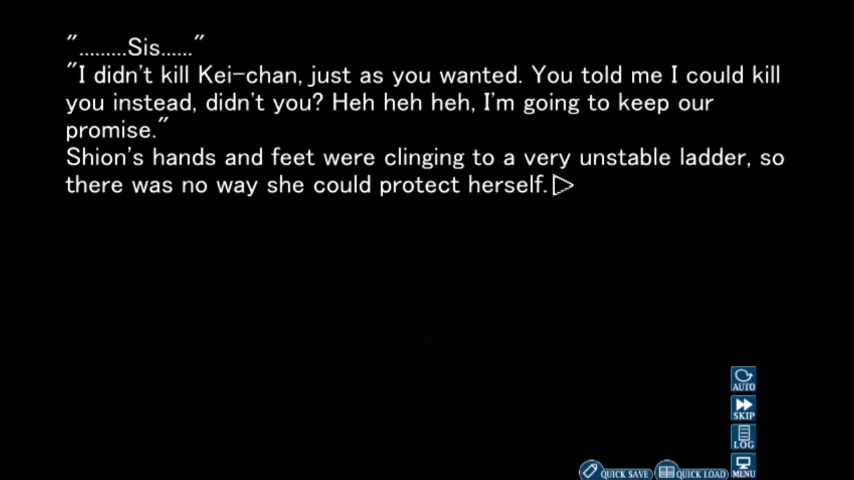 ".........Sis......"
"I didn't kill Kei-chan, just as you wanted. You told me I could kill
you instead, didn't you? Heh heh heh, I'm going to keep our
promise."
Shion's hands and feet were clinging to a very unstable ladder, so
there was no way she could protect herself.
AUTO
SKIP
LOG
MENU
QUICK SAVE
QUICK LOAD